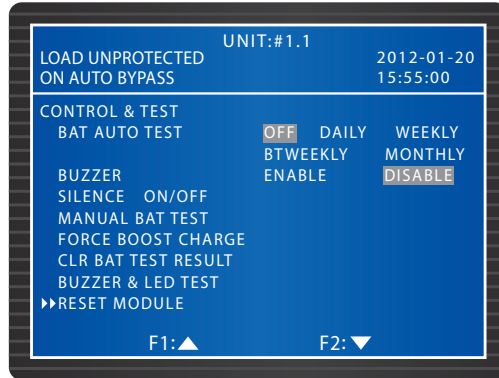 UNIT:#1.1
LOAD UNPROTECTED 2012-01-20
ON AUTO BYPASS 15:55:00
CONTROL & TEST
BAT AUTO TEST OFF DAILY WEEKLY
BTWEEKLY MONTHLY
BUZZER ENABLE DISABLE
SILENCE ON/OFF
MANUAL BAT TEST
FORCE BOOST CHARGE
CLR BAT TEST RESULT
BUZZER & LED TEST
RESET MODULE
F1:▲ F2:▼